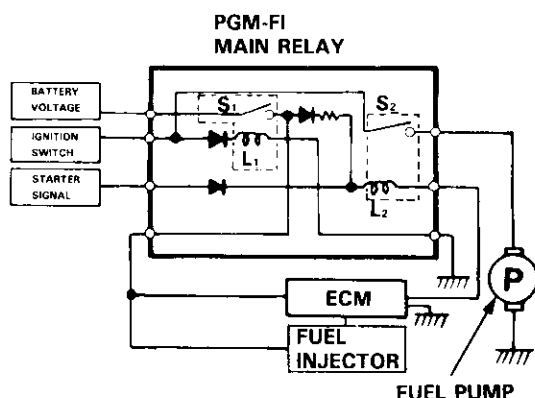 PGM-FI
MAIN RELAY
BATTERY
VOLTAGE
IGNITION
SWITCH
STARTER
SIGNAL
S1
L1
S2
L2
ECM
FUEL
INJECTOR
P
FUEL PUMP